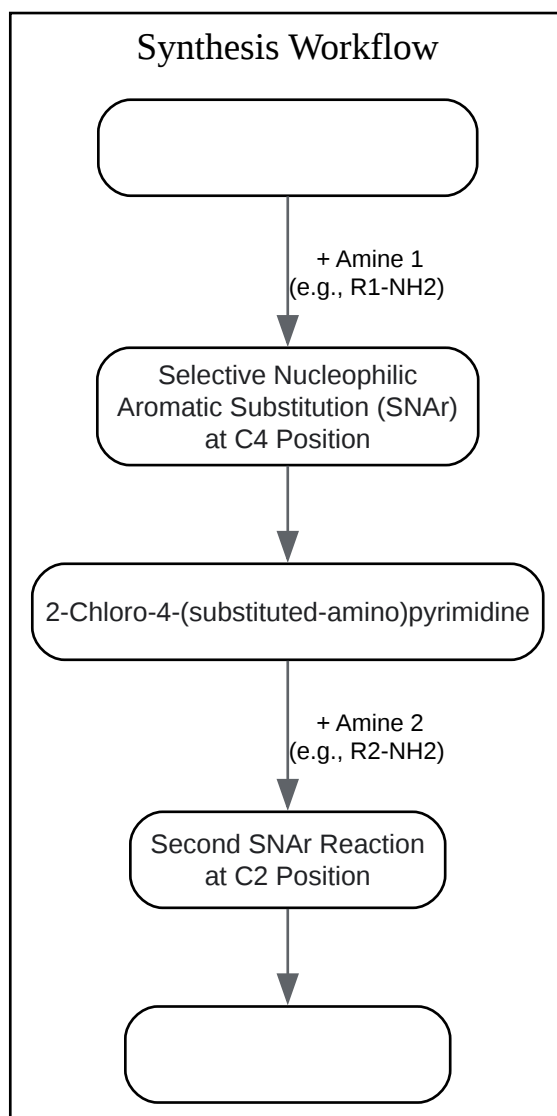 Synthesis Workflow
+ Amine 1
(e.g., R1-NH2)
Selective Nucleophilic
Aromatic Substitution (SNAr)
at C4 Position
2-Chloro-4-(substituted-amino)pyrimidine
+ Amine 2
(e.g., R2-NH2)
Second SNAr Reaction
at C2 Position